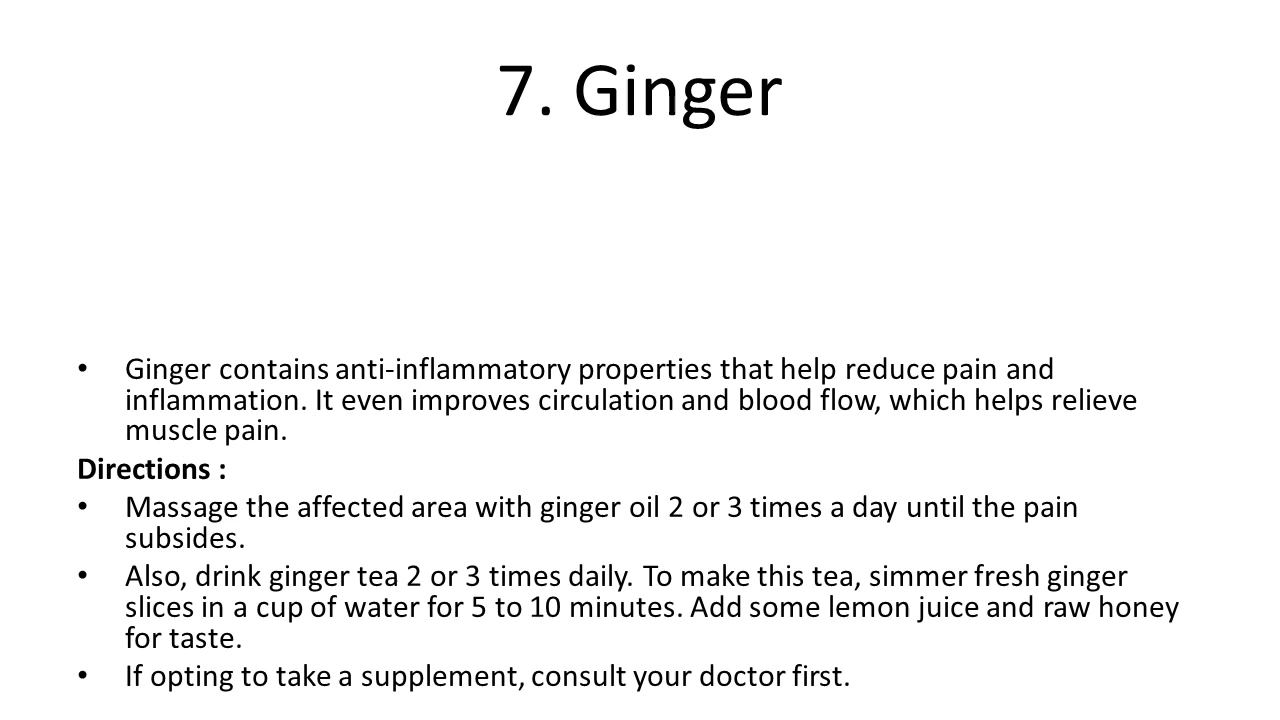 7. Ginger
• Ginger contains anti-inflammatory properties that help reduce pain and
inflammation. It even improves circulation and blood flow, which helps relieve
muscle pain.
Directions :
• Massage the affected area with ginger oil 2 or 3 times a day until the pain
subsides.
• Also, drink ginger tea 2 or 3 times daily. To make this tea, simmer fresh ginger
slices in a cup of water for 5 to 10 minutes. Add some lemon juice and raw honey
for taste.
• If opting to take a supplement, consult your doctor first.